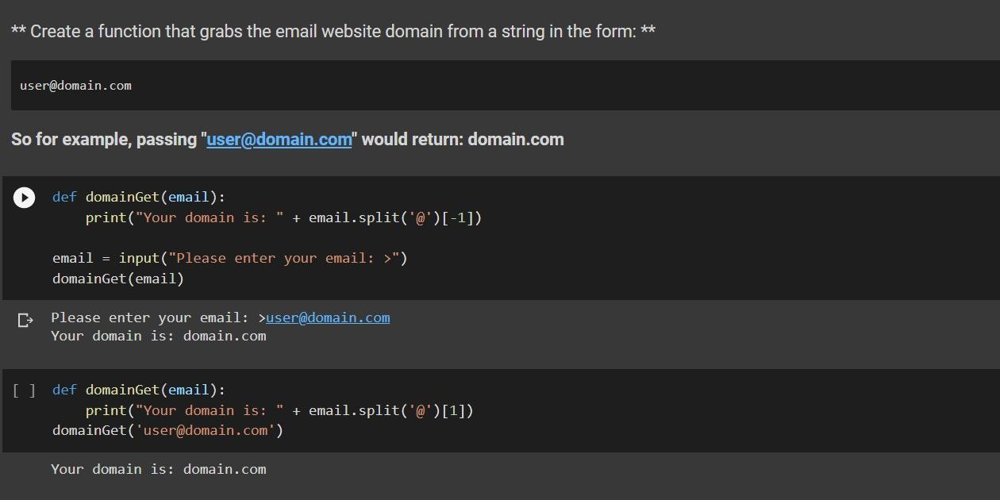 ** Create a function that grabs the email website domain from a string in the form: **
user@domain.com
So for example, passing "user@domain.com" would return: domain.com
def domainGet(email):
    print("Your domain is: " + email.split('@')[-1])
email = input("Please enter your email: >")
domainGet(email)
Please enter your email: >user@domain.com
Your domain is: domain.com
[ ] def domainGet(email):
    print("Your domain is: " + email.split('@')[1])
domainGet('user@domain.com')
Your domain is: domain.com